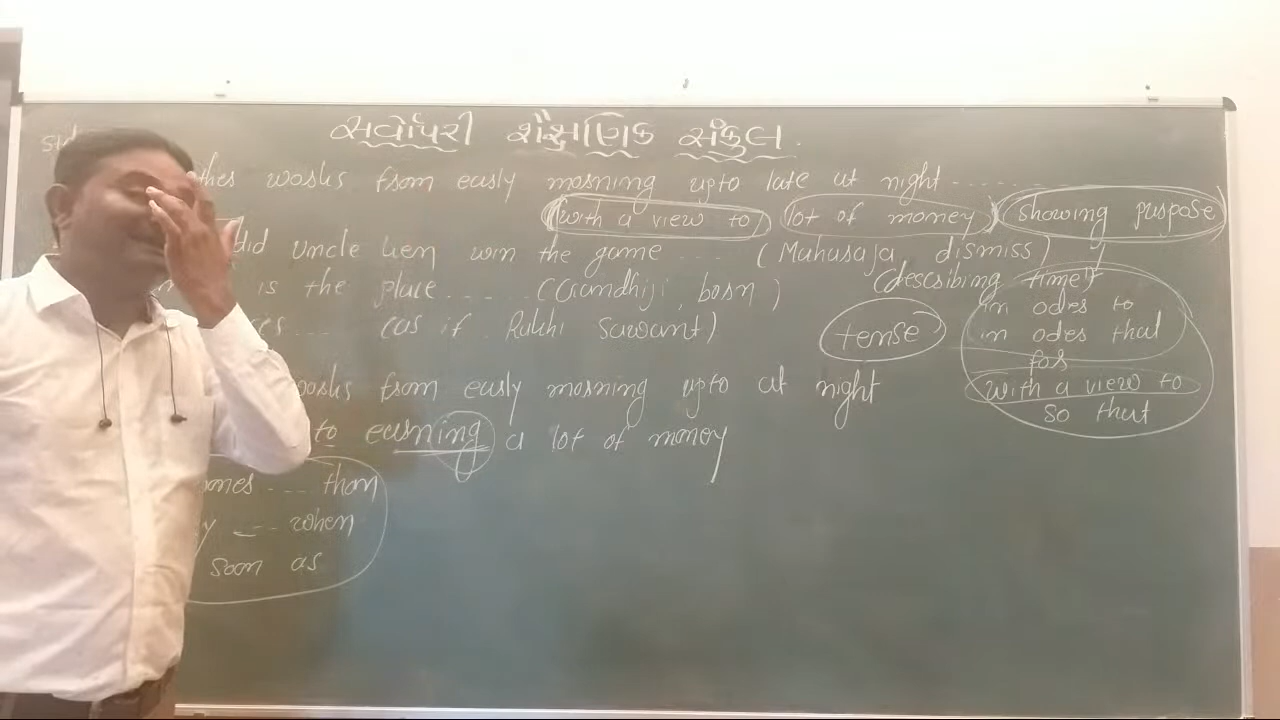 સર્વોપરી શૈક્ષણિક સંકુલ.
works from early morning upto late at night ........
with a view to lot of money) (showing purpose
did uncle ken win the game .... (Maharaja dismiss)
is the place........ (Gandhiji, born) (describing time)
.... (as if Rakhi Sawant) tense
in order to
in order that
for
with a view to
so that
works from early morning upto at night
to earning a lot of money
.... than
.... when
soon as